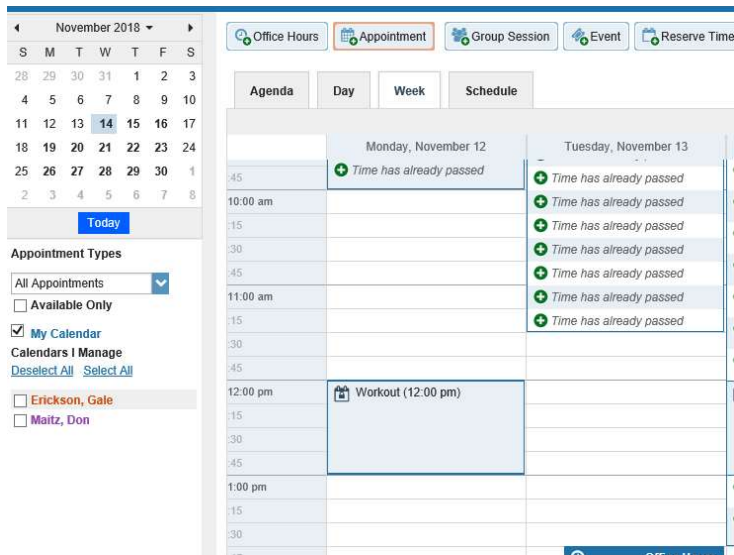 November 2018
S M T W T F S
28 29 30 31 1 2 3
4 5 6 7 8 9 10
11 12 13 14 15 16 17
18 19 20 21 22 23 24
25 26 27 28 29 30 1
2 3 4 5 6 7 8
Today
Appointment Types
All Appointments
Available Only
My Calendar
Calendars I Manage
Deselect All Select All
Erickson, Gale
Maitz, Don
Office Hours Appointment Group Session Event Reserve Time
Agenda Day Week Schedule
Monday, November 12 Tuesday, November 13
:45 Time has already passed Time has already passed
10:00 am Time has already passed
:15 Time has already passed
:30 Time has already passed
:45 Time has already passed
11:00 am Time has already passed
:15 Time has already passed
:30
:45
12:00 pm Workout (12:00 pm)
:15
:30
:45
1:00 pm
:15
:30